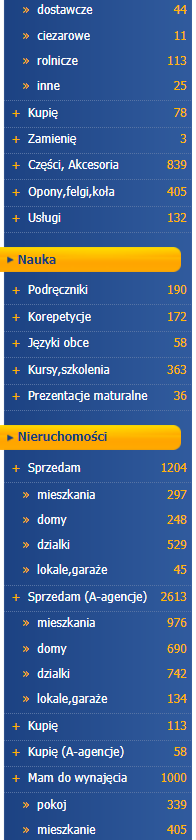 » dostawcze 44
» ciezarowe 11
» rolnicze 113
» inne 25
+ Kupię 78
+ Zamienię 3
+ Części, Akcesoria 839
+ Opony,felgi,koła 405
+ Usługi 132
Nauka
+ Podręczniki 190
+ Korepetycje 172
+ Języki obce 58
+ Kursy,szkolenia 363
+ Prezentacje maturalne 36
Nieruchomości
+ Sprzedam 1204
» mieszkania 297
» domy 248
» działki 529
» lokale,garaże 45
+ Sprzedam (A-agencje) 2613
» mieszkania 976
» domy 690
» działki 742
» lokale,garaże 134
+ Kupię 113
+ Kupię (A-agencje) 58
+ Mam do wynajęcia 1000
» pokoj 339
» mieszkanie 405